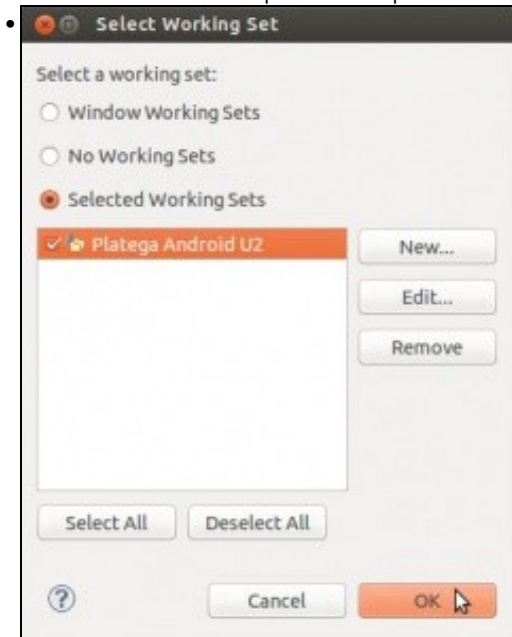 Select Working Set
Select a working set:
Window Working Sets
No Working Sets
Selected Working Sets
Platega Android U2
New...
Edit...
Remove
Select All Deselect All
? Cancel OK